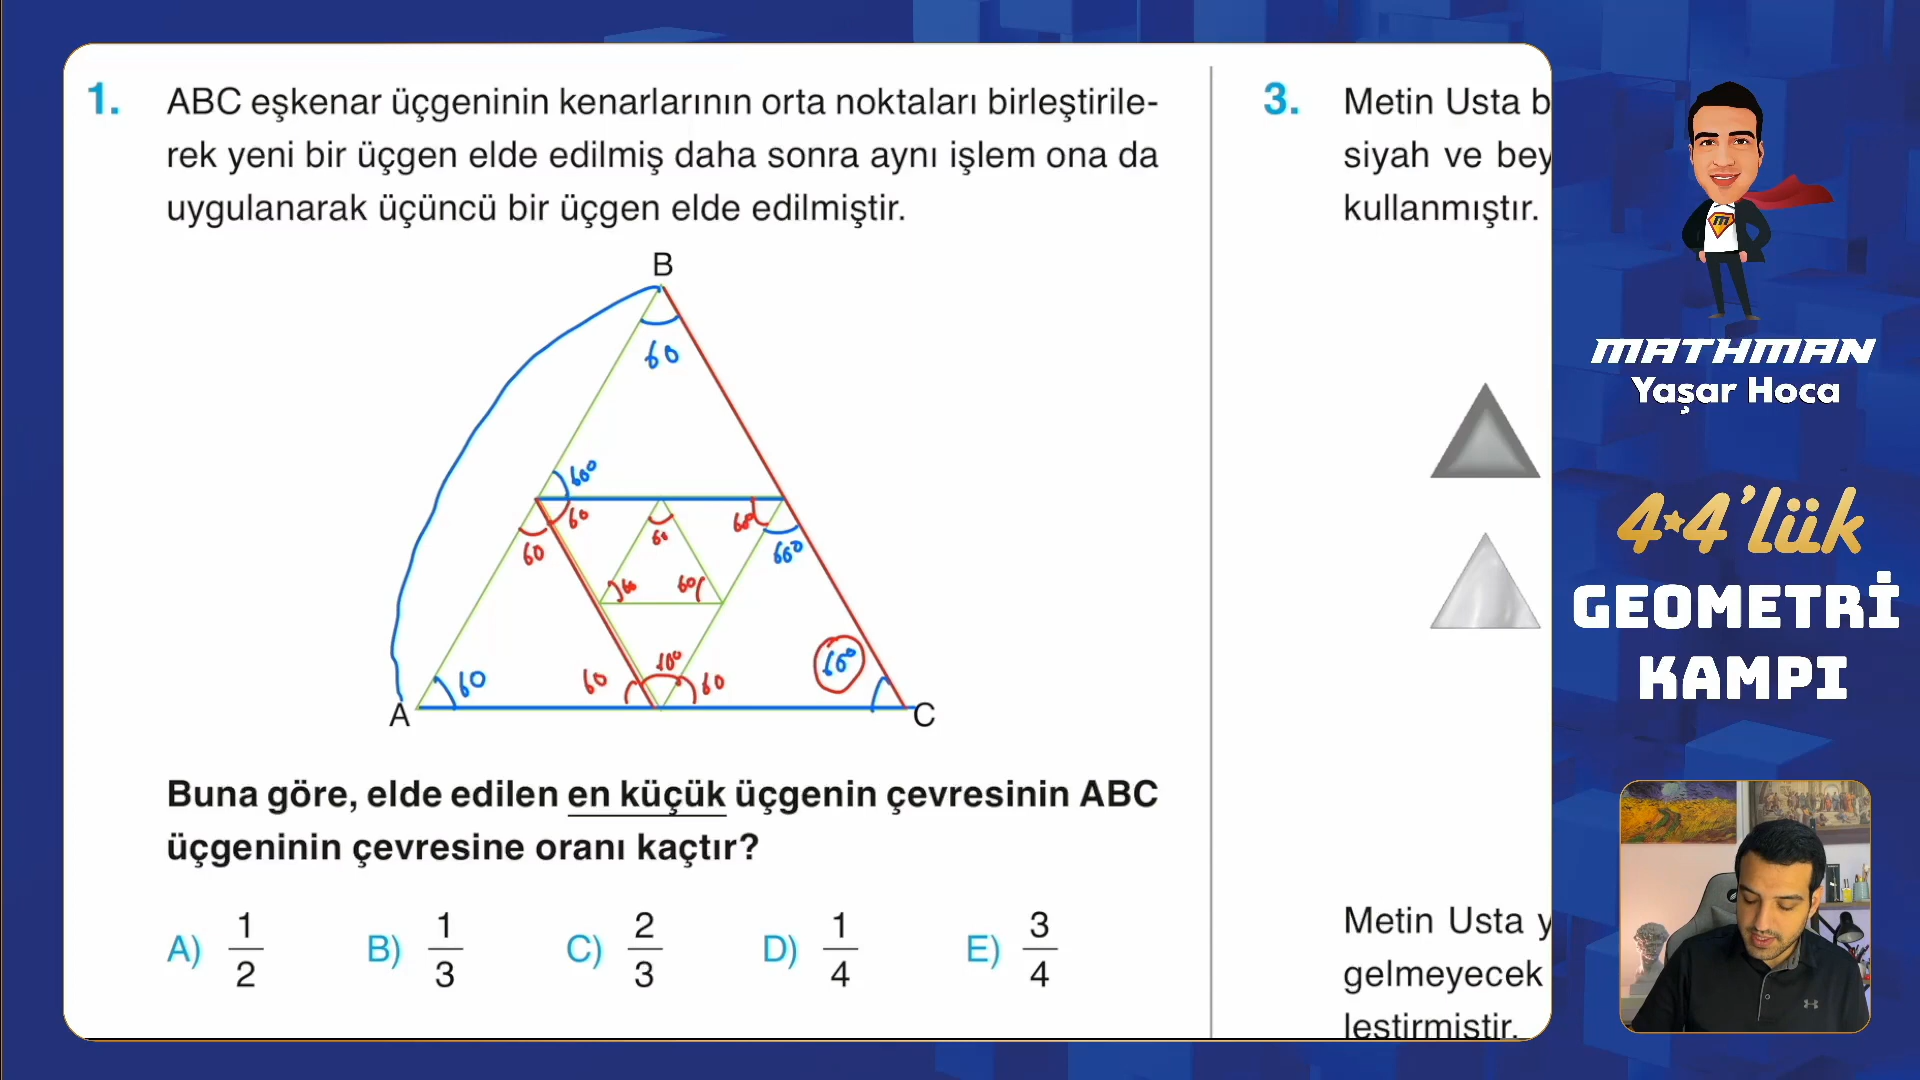 1. ABC eşkenar üçgeninin kenarlarının orta noktaları birleştirile-
rek yeni bir üçgen elde edilmiş daha sonra aynı işlem ona da
uygulanarak üçüncü bir üçgen elde edilmiştir.
B
60
60°
60
60°
60
60
60°
60
60
60
60
60
60°
60
A
C
Buna göre, elde edilen en küçük üçgenin çevresinin ABC
üçgeninin çevresine oranı kaçtır?
A) 1/2 B) 1/3 C) 2/3 D) 1/4 E) 3/4
3. Metin Usta b
siyah ve bey
kullanmıştır.
Metin Usta y
gelmeyecek
leştirmiştir.
m
MATHMAN
Yaşar Hoca
4★4'lük
GEOMETRİ
KAMPI